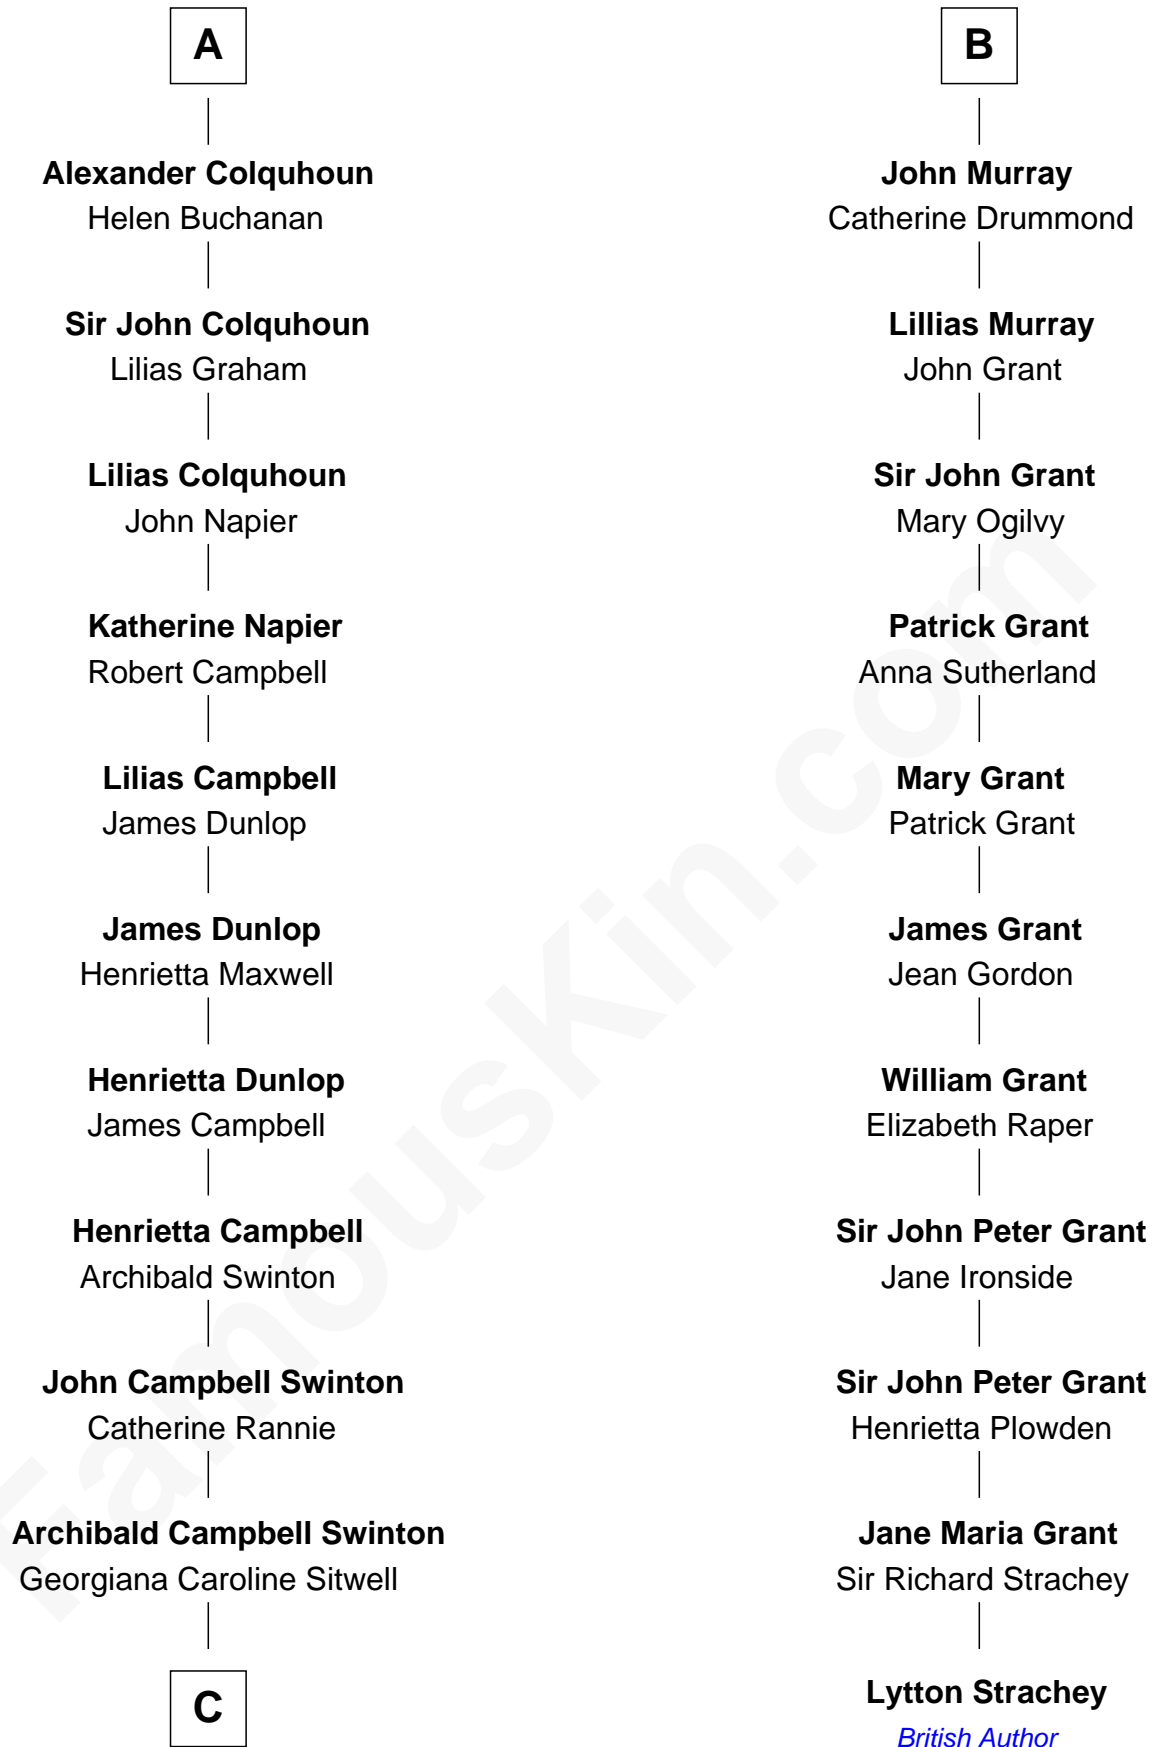 A
Alexander Colquhoun
Helen Buchanan
Sir John Colquhoun
Lilias Graham
Lilias Colquhoun
John Napier
Katherine Napier
Robert Campbell
Lilias Campbell
James Dunlop
James Dunlop
Henrietta Maxwell
Henrietta Dunlop
James Campbell
Henrietta Campbell
Archibald Swinton
John Campbell Swinton
Catherine Rannie
Archibald Campbell Swinton
Georgiana Caroline Sitwell
C
B
John Murray
Catherine Drummond
Lillias Murray
John Grant
Sir John Grant
Mary Ogilvy
Patrick Grant
Anna Sutherland
Mary Grant
Patrick Grant
James Grant
Jean Gordon
William Grant
Elizabeth Raper
Sir John Peter Grant
Jane Ironside
Sir John Peter Grant
Henrietta Plowden
Jane Maria Grant
Sir Richard Strachey
Lytton Strachey
British Author
FamousKin.com